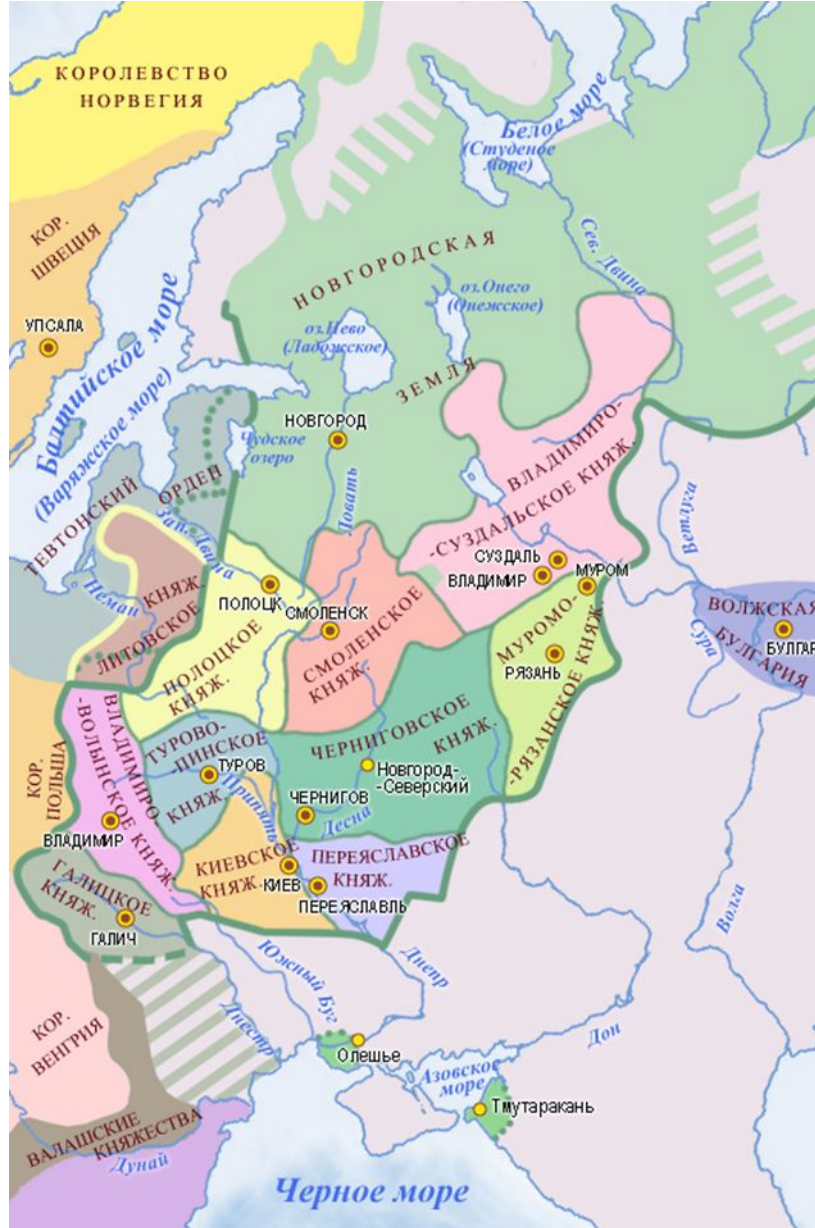 КОРОЛЕВСТВО
НОРВЕГИЯ
Белое море
(Студеное
море)
КОР.
ШВЕЦИЯ
УПСАЛА
Балтийское море
(Варяжское море)
НОВГОРОДСКАЯ
ЗЕМЛЯ
Сев. Двина
оз.Онего
(Онежское)
оз.Нево
(Ладожское)
НОВГОРОД
Чудское
озеро
Ловать
ТЕВТОНСКИЙ
ОРДЕН
Зап. Двина
Неман
ЛИТОВСКОЕ
КНЯЖ.
ВЛАДИМИРО-
-СУЗДАЛЬСКОЕ КНЯЖ.
СУЗДАЛЬ
ВЛАДИМИР
МУРОМ
Ветлуга
Сура
ВОЛЖСКАЯ
БУЛГАРИЯ
БУЛГАР
ПОЛОЦК
ПОЛОЦКОЕ
КНЯЖ.
СМОЛЕНСК
СМОЛЕНСКОЕ
КНЯЖ.
МУРОМО-
-РЯЗАНСКОЕ КНЯЖ.
РЯЗАНЬ
КОР.
ПОЛЬША
ВЛАДИМИРО-
-ВОЛЫНСКОЕ КНЯЖ.
ВЛАДИМИР
ТУРОВО-
-ПИНСКОЕ
КНЯЖ.
ТУРОВ
Припять
ЧЕРНИГОВСКОЕ
КНЯЖ.
Новгород-
-Северский
ЧЕРНИГОВ
Десна
КИЕВСКОЕ
КНЯЖ.
КИЕВ
ПЕРЕЯСЛАВСКОЕ
КНЯЖ.
ПЕРЕЯСЛАВЛЬ
ГАЛИЦКОЕ
КНЯЖ.
ГАЛИЧ
Южный Буг
Днепр
Днестр
Волга
Дон
КОР.
ВЕНГРИЯ
Олешье
Азовское
море
Тмутаракань
ВАЛАШСКИЕ
КНЯЖЕСТВА
Дунай
Черное море